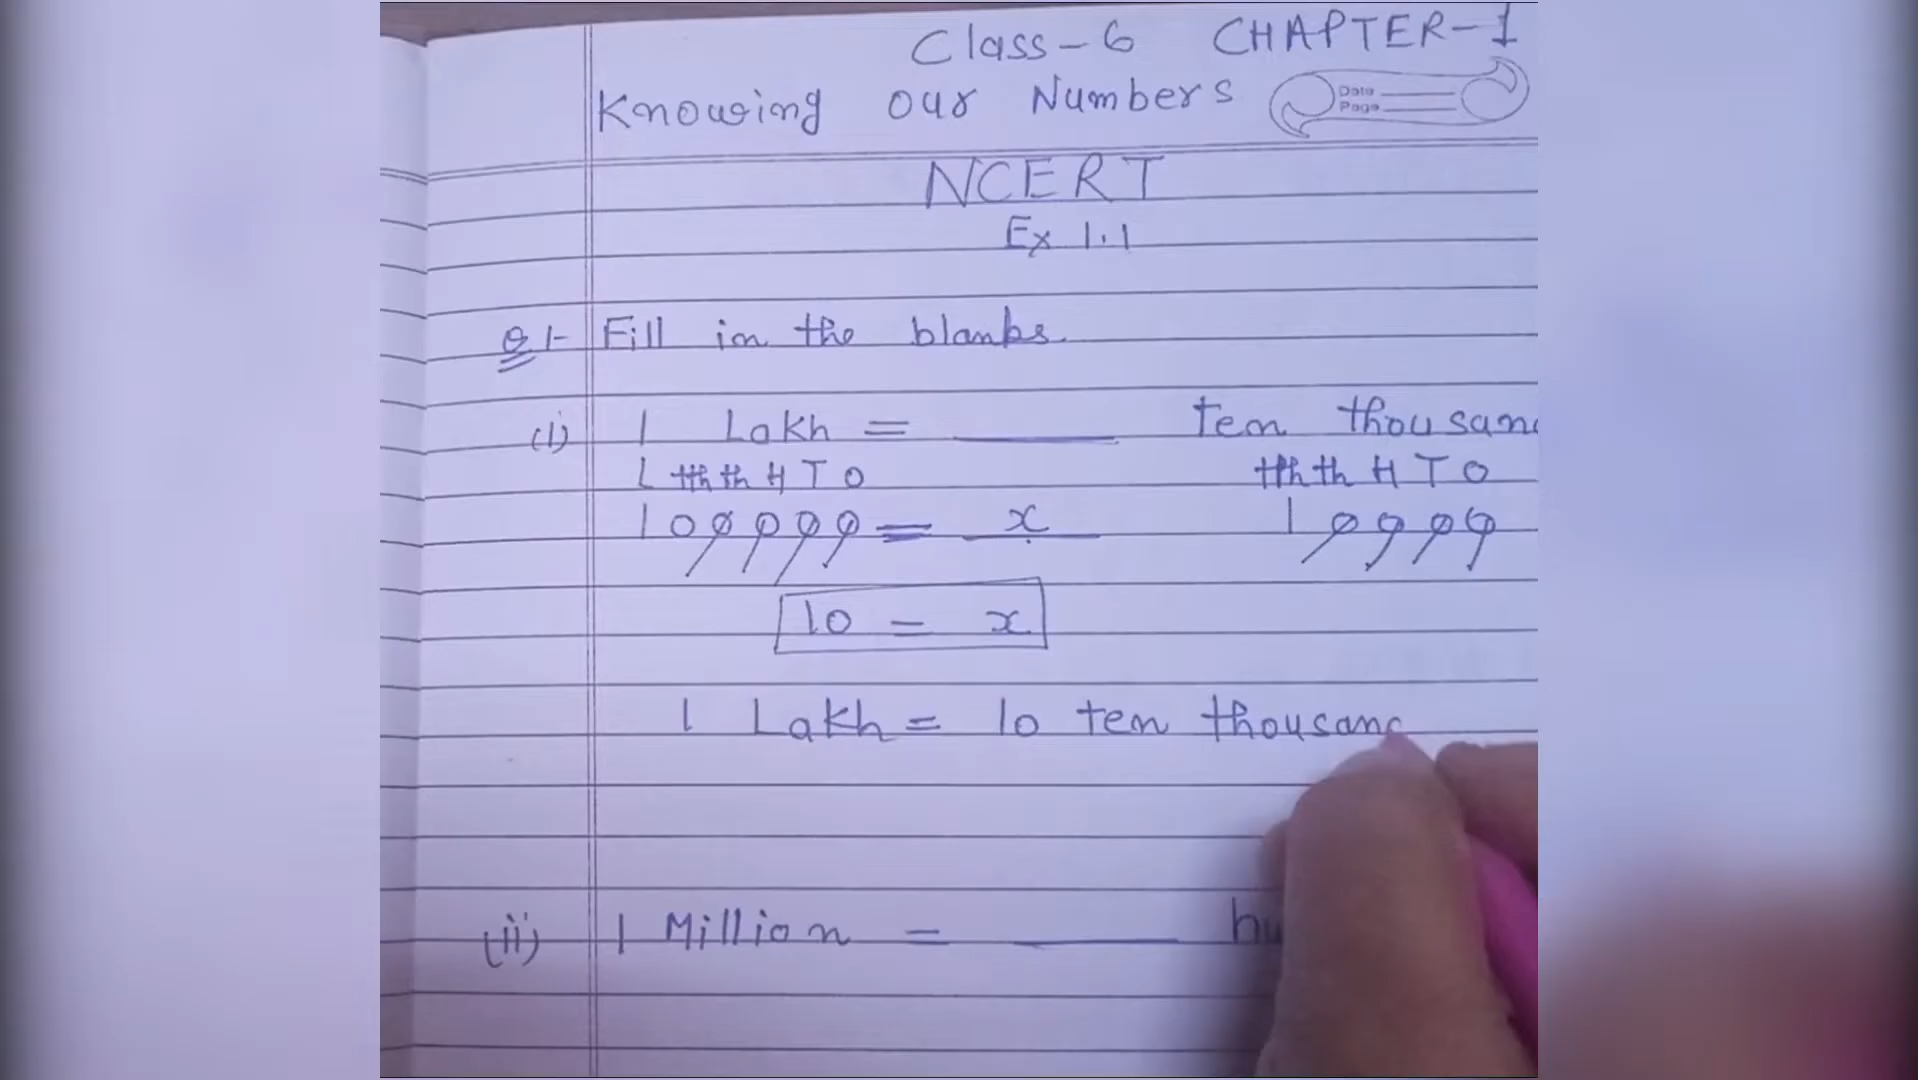 Class-6 CHAPTER-1
Knowing our Numbers
Date
Page
NCERT
Ex 1.1
Q1- Fill in the blanks.
(i) 1 Lakh = ______ ten thousand
L tth th H T O tth th H T O
100000 = x 10000
10 = x
1 Lakh = 10 ten thousand
(ii) 1 Million = ______